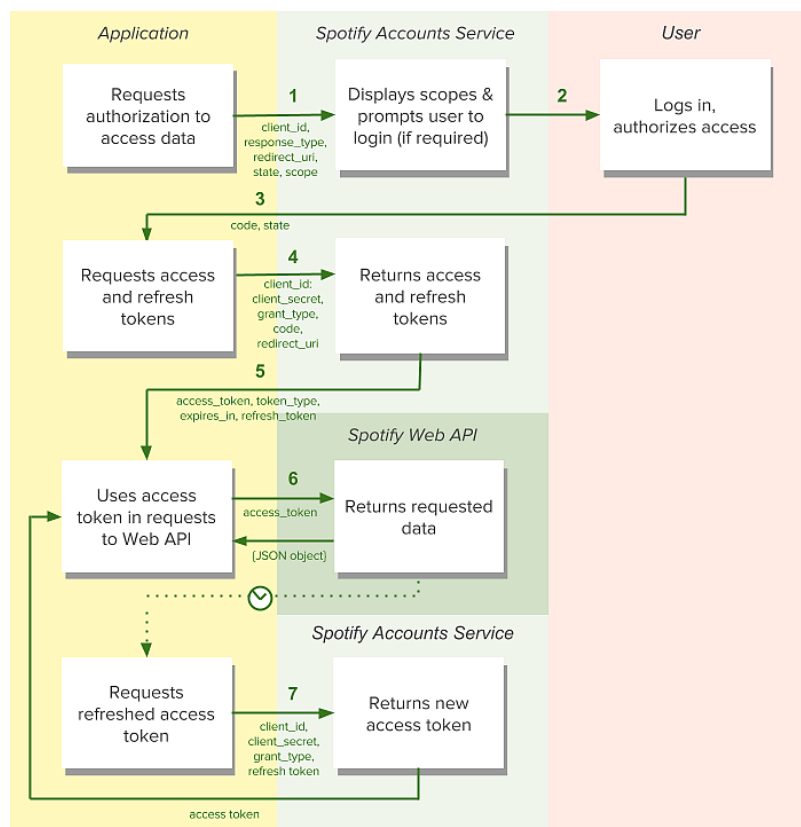 Application
Spotify Accounts Service
User
Requests
authorization to
access data
1
client_id,
response_type,
redirect_uri,
state, scope
Displays scopes &
prompts user to
login (if required)
2
Logs in,
authorizes access
3
code, state
Requests access
and refresh
tokens
4
client_id:
client_secret,
grant_type,
code,
redirect_uri
Returns access
and refresh
tokens
5
access_token, token_type,
expires_in, refresh_token
Spotify Web API
Uses access
token in requests
to Web API
6
access_token
{JSON object}
Returns requested
data
Spotify Accounts Service
Requests
refreshed access
token
7
client_id,
client_secret,
grant_type,
refresh token
Returns new
access token
access token